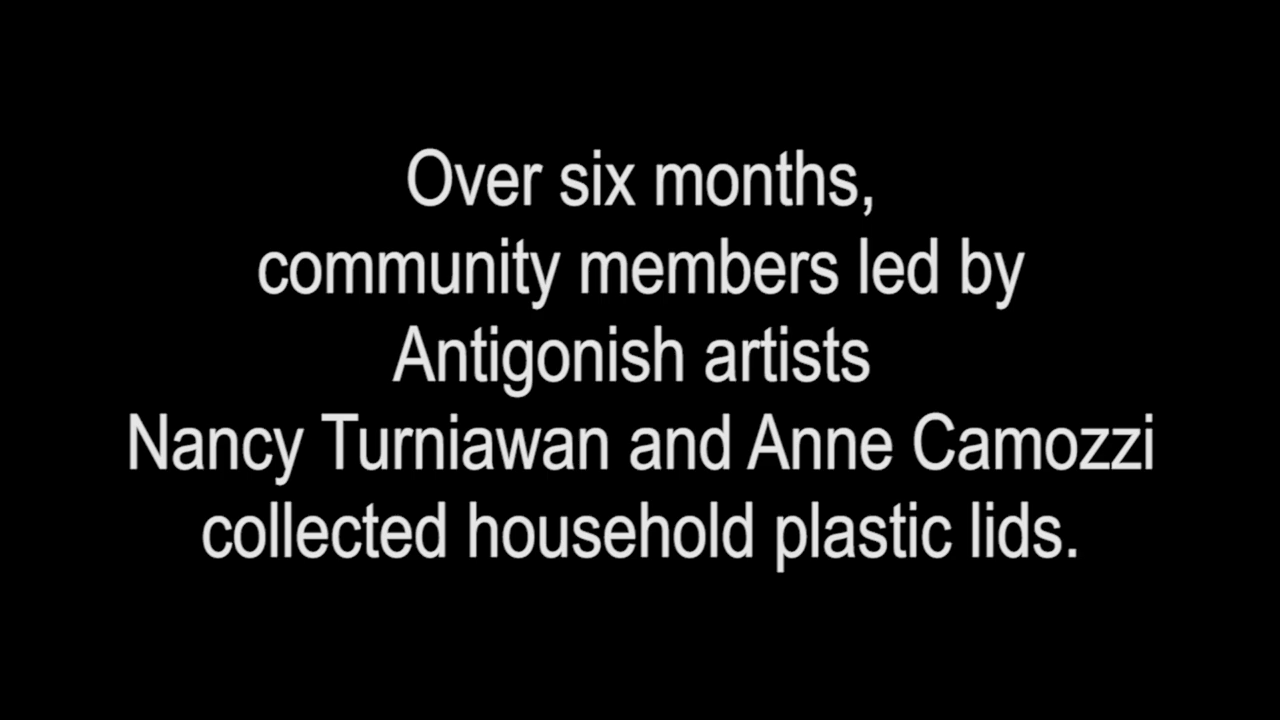 Over six months,
community members led by
Antigonish artists
Nancy Turniawan and Anne Camozzi
collected household plastic lids.